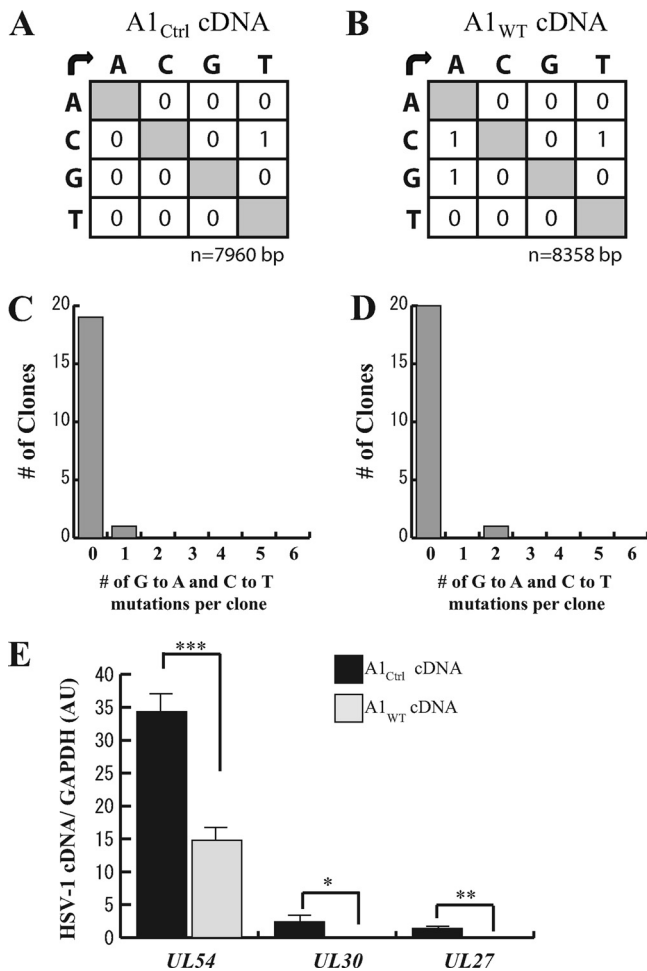 A A1Ctrl cDNA
A C G T
A 0 0 0
C 0 0 1
G 0 0 0
T 0 0 0
n=7960 bp
B A1WT cDNA
A C G T
A 0 0 0
C 1 0 1
G 1 0 0
T 0 0 0
n=8358 bp
C
# of Clones
20
15
10
5
0
0 1 2 3 4 5 6
# of G to A and C to T
mutations per clone
D
# of Clones
20
15
10
5
0
0 1 2 3 4 5 6
# of G to A and C to T
mutations per clone
E
HSV-1 cDNA/ GAPDH (AU)
40
35
30
25
20
15
10
5
0
***
*
**
A1Ctrl cDNA
A1WT cDNA
UL54 UL30 UL27